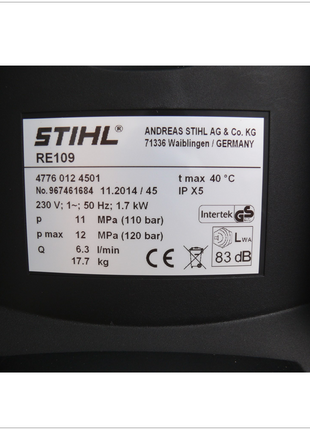 STIHL®
ANDREAS STIHL AG & Co. KG
71336 Waiblingen / GERMANY
RE109
4776 012 4501
t max 40 °C
No. 967461684 11.2014 / 45
IP X5
230 V; 1~; 50 Hz; 1.7 kW
p 11 MPa (110 bar)
p max 12 MPa (120 bar)
Q 6.3 l/min
17.7 kg
Intertek GS
CE
LWA
83 dB